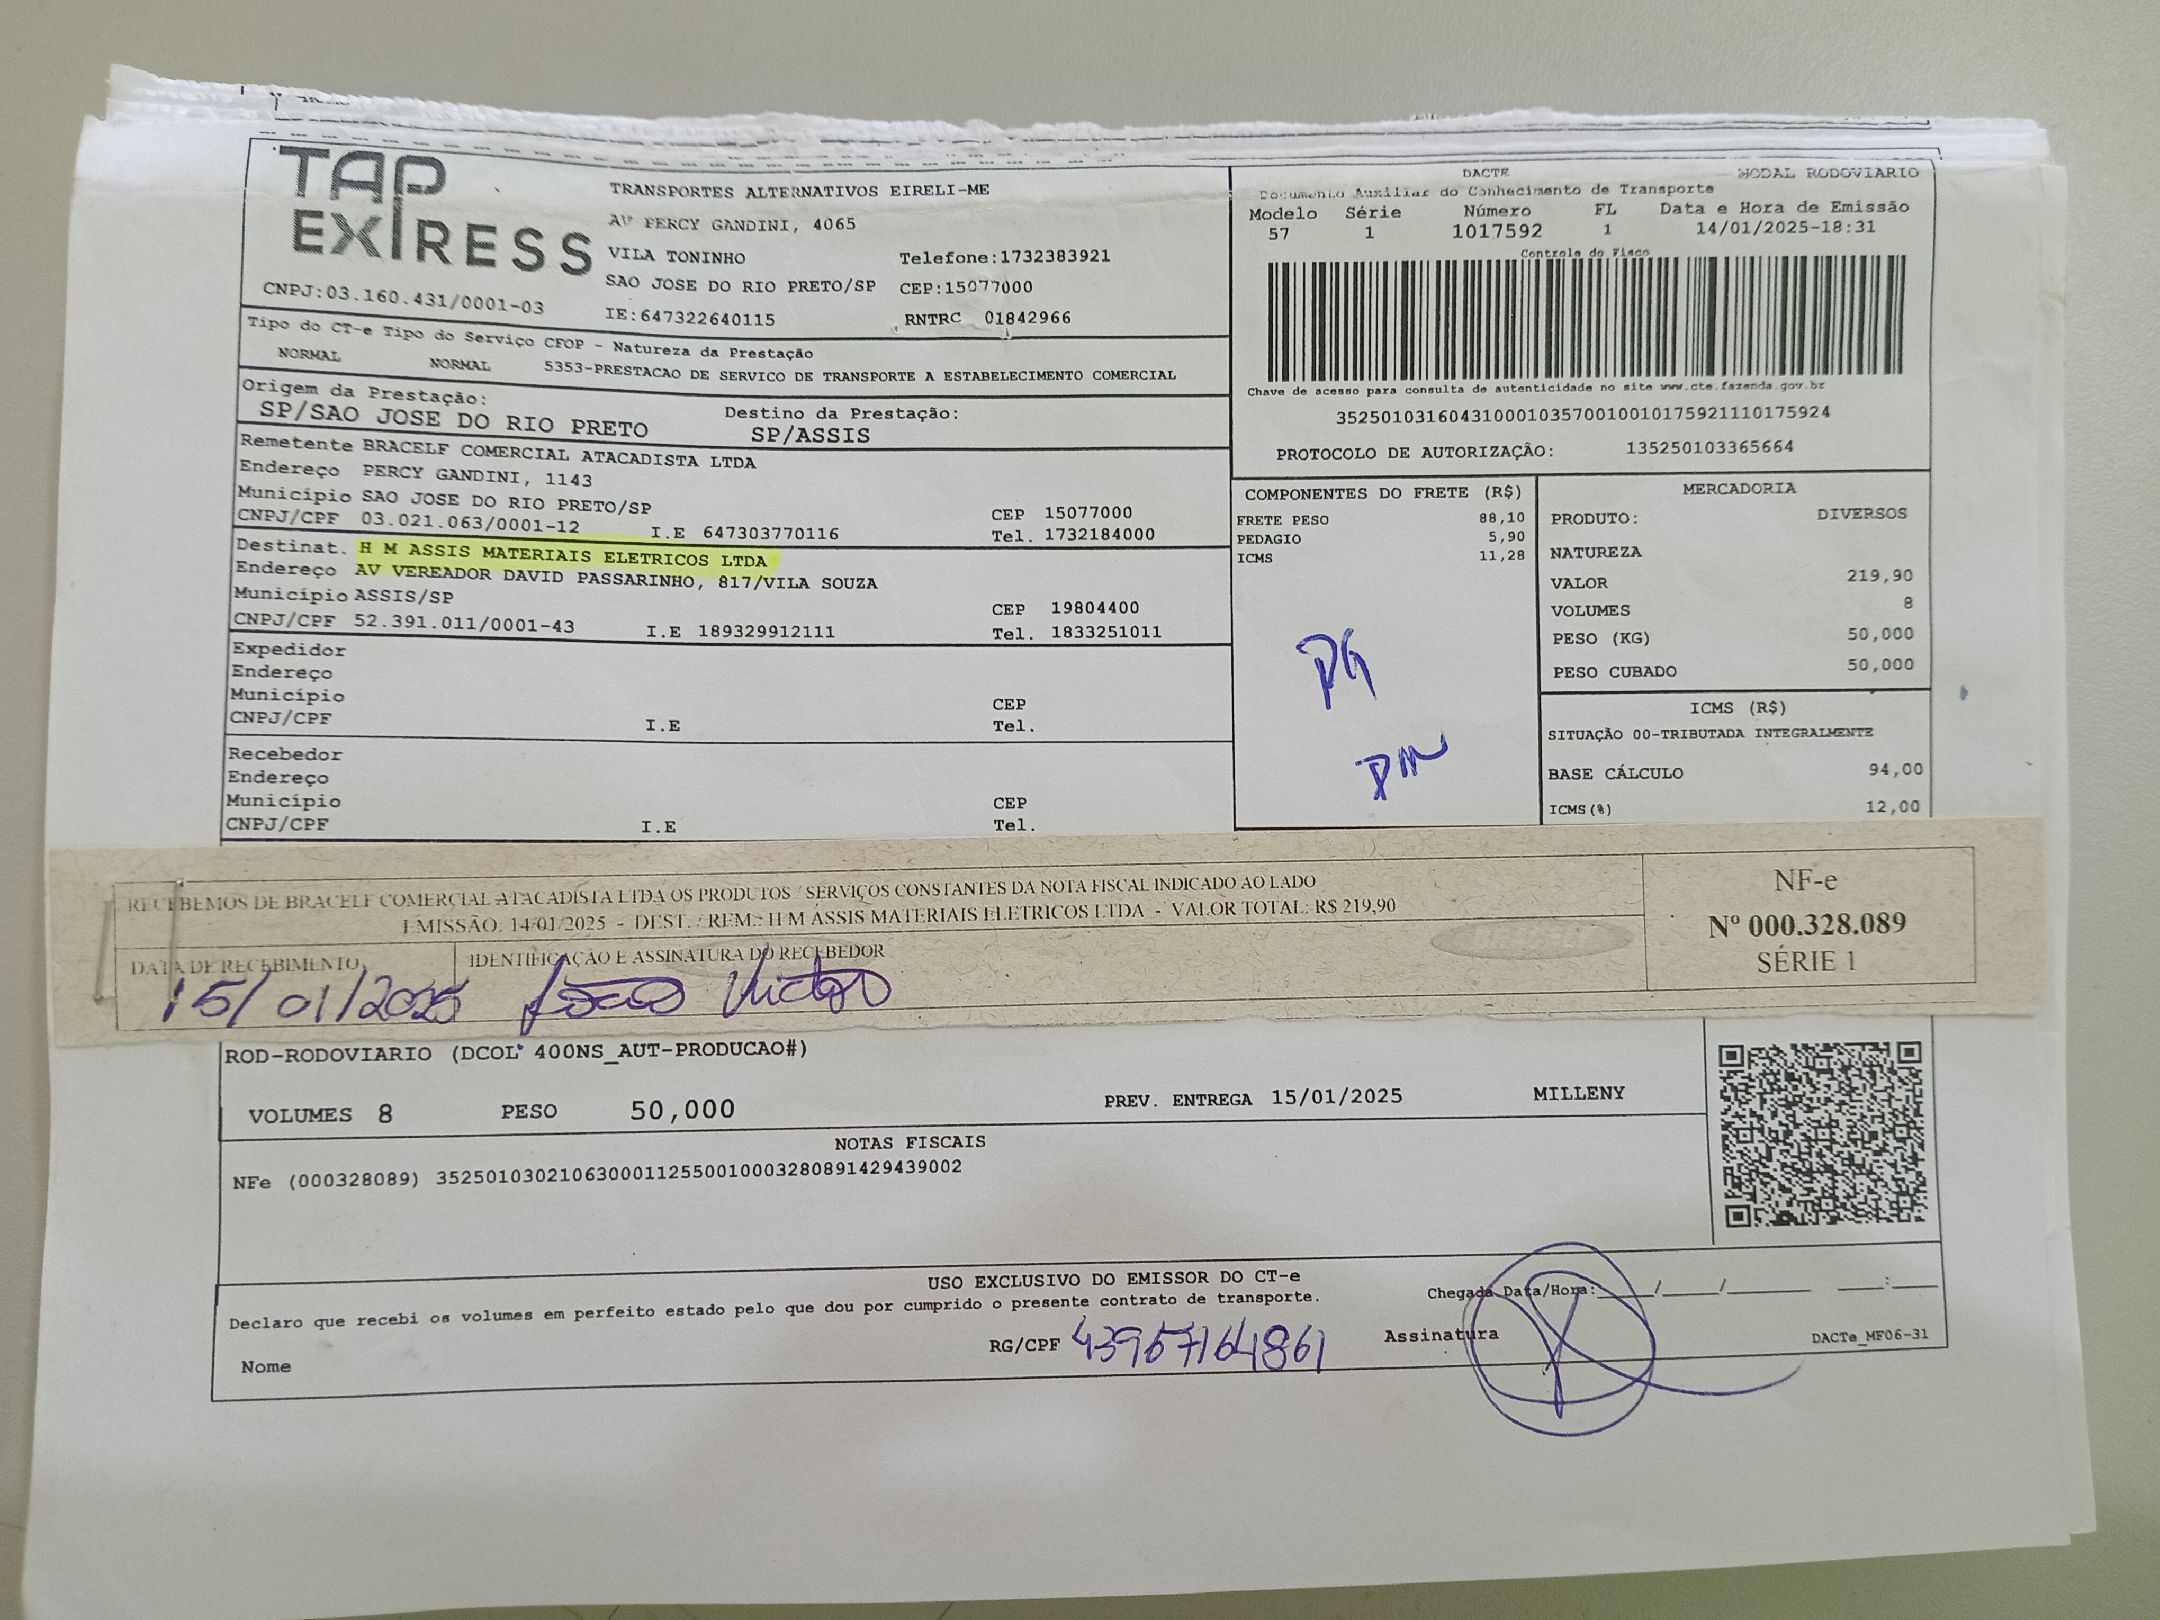 TAP
EXIRESS
TRANSPORTES ALTERNATIVOS EIRELI-ME
AV PERCY GANDINI, 4065
VILA TONINHO Telefone:1732383921
SAO JOSE DO RIO PRETO/SP CEP:15077000
CNPJ:03.160.431/0001-03 IE:647322640115 RNTRC 01842966
DACTE MODAL RODOVIARIO
Documento Auxiliar do Conhecimento de Transporte
Modelo Série Número FL Data e Hora de Emissão
57 1 1017592 1 14/01/2025-18:31
Controle do Fisco
Chave de acesso para consulta de autenticidade no site www.cte.fazenda.gov.br
35250103160431000103570010010175921110175924
PROTOCOLO DE AUTORIZAÇÃO: 135250103365664
Tipo do CT-e Tipo do Serviço CFOP - Natureza da Prestação
NORMAL NORMAL 5353-PRESTACAO DE SERVICO DE TRANSPORTE A ESTABELECIMENTO COMERCIAL
Origem da Prestação: Destino da Prestação:
SP/SAO JOSE DO RIO PRETO SP/ASSIS
Remetente BRACELF COMERCIAL ATACADISTA LTDA
Endereço PERCY GANDINI, 1143
Município SAO JOSE DO RIO PRETO/SP CEP 15077000
CNPJ/CPF 03.021.063/0001-12 I.E 647303770116 Tel. 1732184000
Destinat. H M ASSIS MATERIAIS ELETRICOS LTDA
Endereço AV VEREADOR DAVID PASSARINHO, 817/VILA SOUZA
Município ASSIS/SP CEP 19804400
CNPJ/CPF 52.391.011/0001-43 I.E 189329912111 Tel. 1833251011
Expedidor
Endereço
Município CEP
CNPJ/CPF I.E Tel.
Recebedor
Endereço
Município CEP
CNPJ/CPF I.E Tel.
COMPONENTES DO FRETE (R$)
FRETE PESO 88,10
PEDAGIO 5,90
ICMS 11,28
MERCADORIA
PRODUTO: DIVERSOS
NATUREZA
VALOR 219,90
VOLUMES 8
PESO (KG) 50,000
PESO CUBADO 50,000
ICMS (R$)
SITUAÇÃO 00-TRIBUTADA INTEGRALMENTE
BASE CÁLCULO 94,00
ICMS(%) 12,00
RECEBEMOS DE BRACELF COMERCIAL ATACADISTA LTDA OS PRODUTOS / SERVIÇOS CONSTANTES DA NOTA FISCAL INDICADO AO LADO
EMISSÃO: 14/01/2025 - DEST. / REM.: H M ASSIS MATERIAIS ELETRICOS LTDA - VALOR TOTAL: R$ 219,90
DATA DE RECEBIMENTO IDENTIFICAÇÃO E ASSINATURA DO RECEBEDOR
15/01/2025 João Victor
NF-e
Nº 000.328.089
SÉRIE 1
ROD-RODOVIARIO (DCOL 400NS_AUT-PRODUCAO#)
VOLUMES 8 PESO 50,000 PREV. ENTREGA 15/01/2025 MILLENY
NOTAS FISCAIS
NFe (000328089) 35250103021063000112550010003280891429439002
USO EXCLUSIVO DO EMISSOR DO CT-e
Declaro que recebi os volumes em perfeito estado pelo que dou por cumprido o presente contrato de transporte.
Chegada Data/Hora:____/____/______ ____:____
Nome RG/CPF 43967164861 Assinatura DACTe_MF06-31